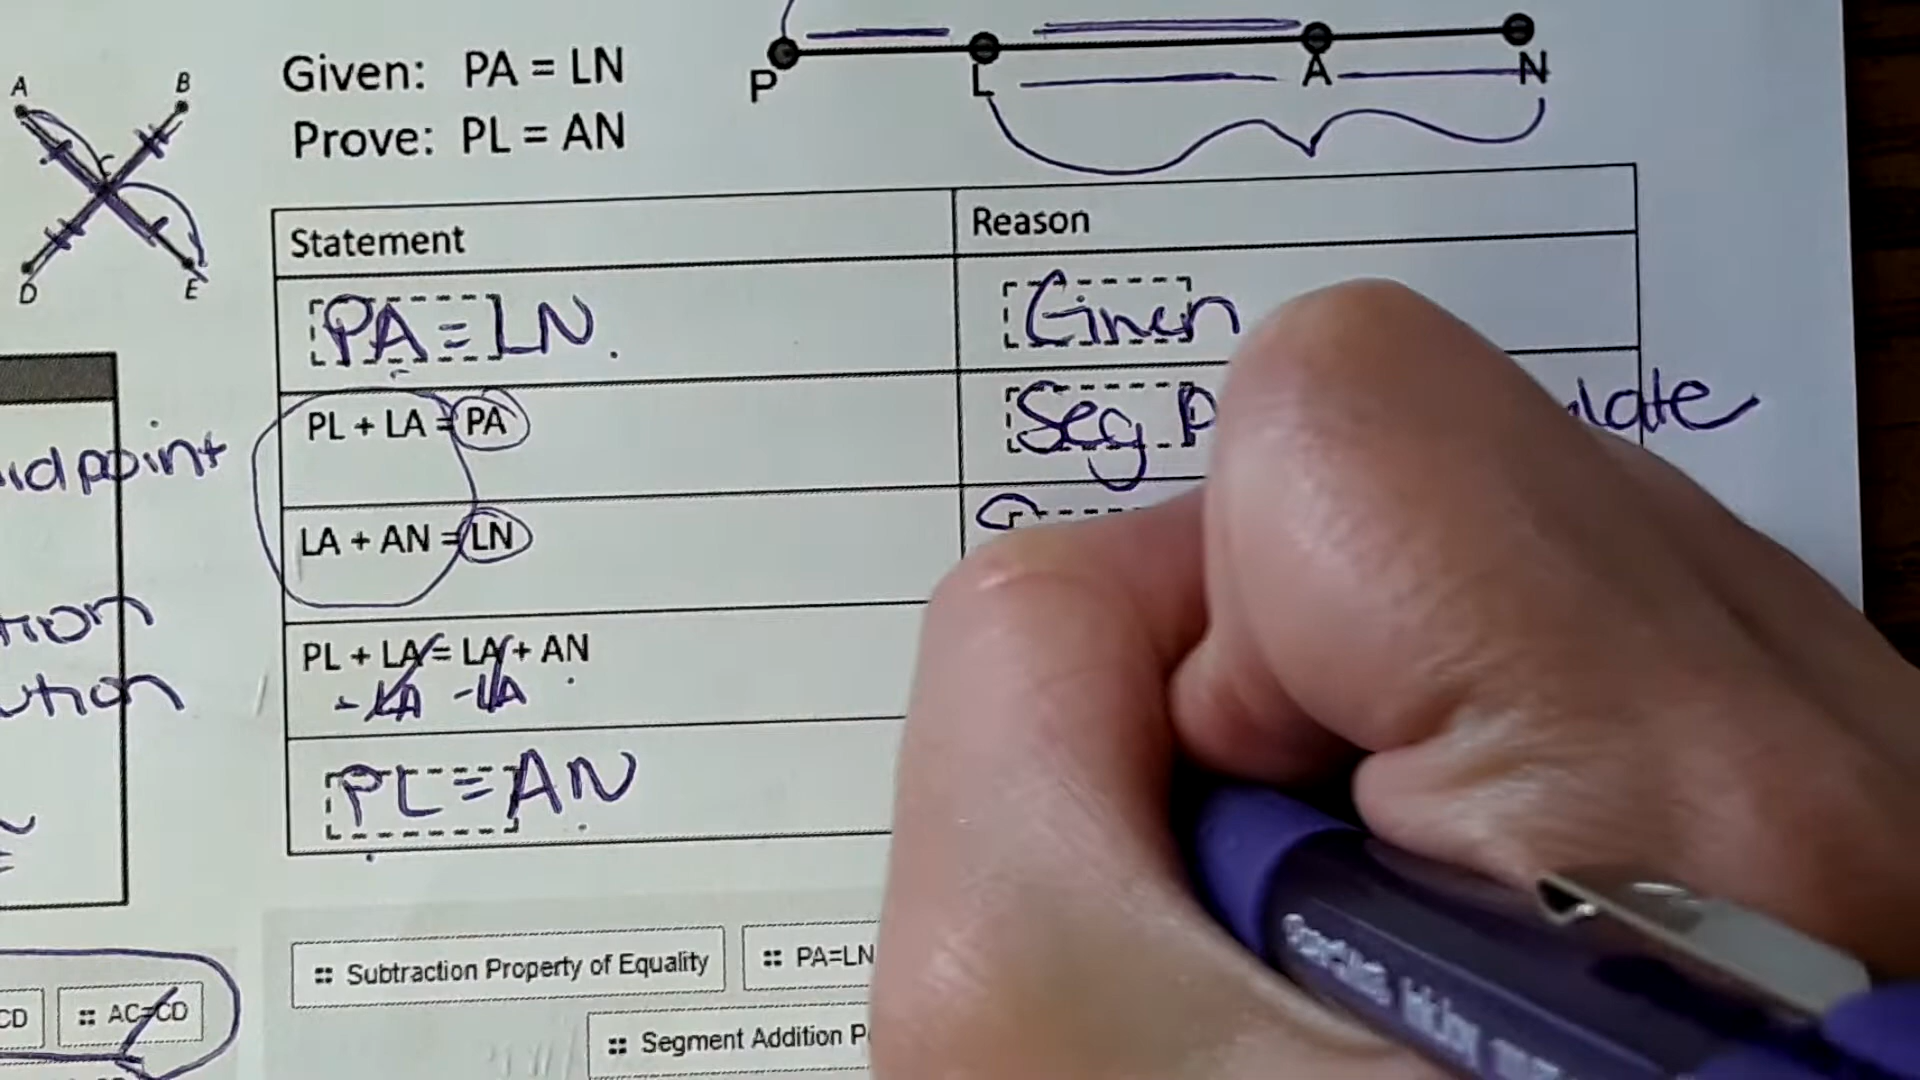 A B
C
D E
Given: PA = LN
Prove: PL = AN
P L A N
Statement Reason
PA = LN Given
PL + LA = PA Seg
LA + AN = LN
PL + LA = LA + AN
- LA - LA
PL = AN
idpoint
Subtraction Property of Equality
PA=LN
Segment Addition
CD
AC=CD